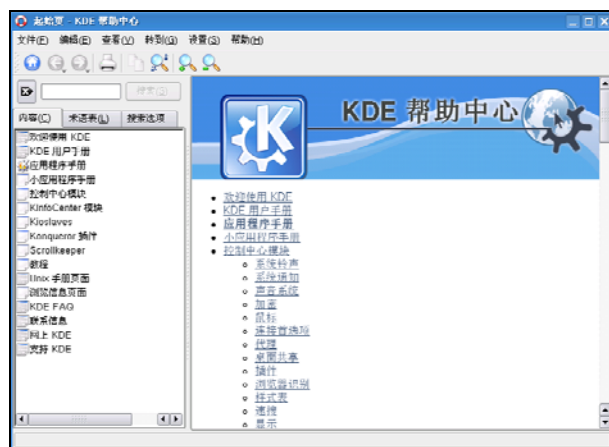 起始页 - KDE 帮助中心
文件(F) 编辑(E) 查看(V) 转到(G) 设置(S) 帮助(H)
搜索(S)
内容(C) 术语表(L) 搜索选项
欢迎使用 KDE
KDE 用户手册
应用程序手册
小应用程序手册
控制中心模块
KInfoCenter 模块
Kioslaves
Konqueror 插件
Scrollkeeper
教程
Unix 手册页面
浏览信息页面
KDE FAQ
联系信息
网上 KDE
支持 KDE
KDE 帮助中心
欢迎使用 KDE
KDE 用户手册
应用程序手册
小应用程序手册
控制中心模块
系统铃声
系统通知
声音系统
加密
鼠标
连接首选项
代理
桌面共享
插件
浏览器识别
样式表
速搜
显示